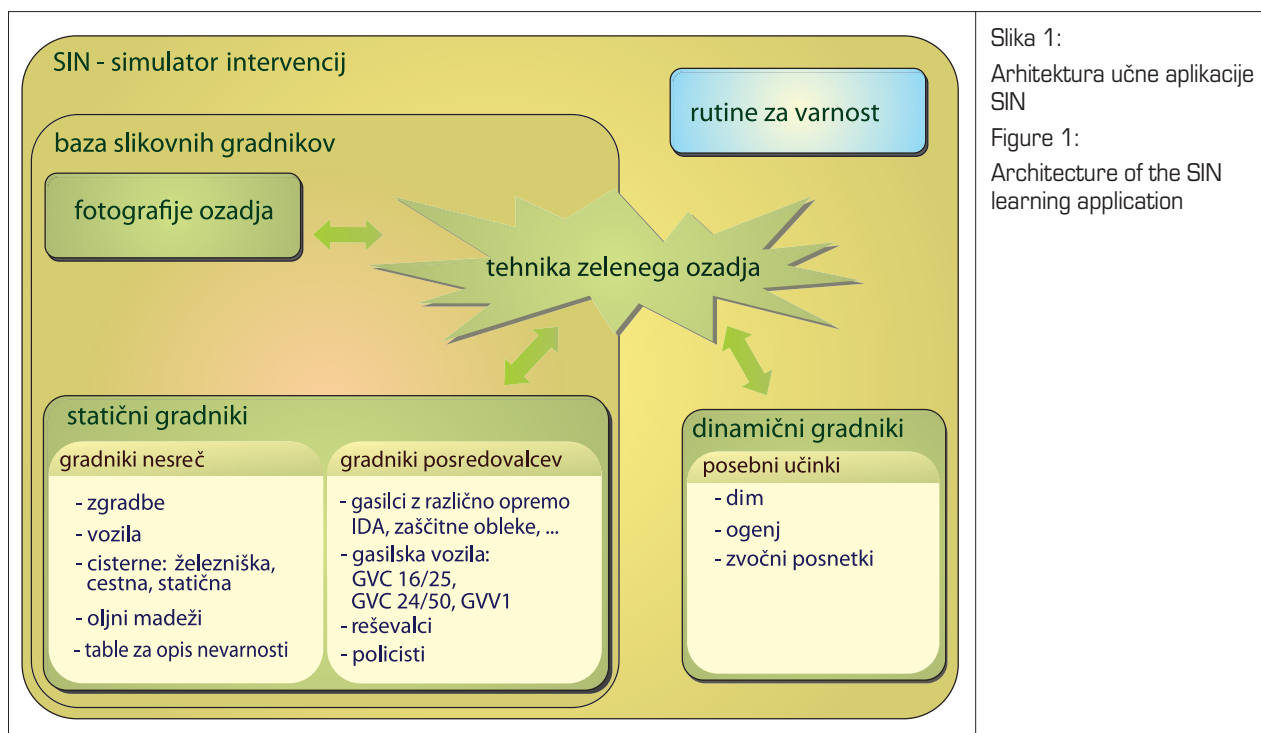 SIN - simulator intervencij
rutine za varnost
baza slikovnih gradnikov
fotografije ozadja
tehnika zelenega ozadja
statični gradniki
gradniki nesreč
- zgradbe
- vozila
- cisterne: železniška,
cestna, statična
- oljni madeži
- table za opis nevarnosti
gradniki posredovalcev
- gasilci z različno opremo
IDA, zaščitne obleke, ...
- gasilska vozila:
GVC 16/25,
GVC 24/50, GVV1
- reševalci
- policisti
dinamični gradniki
posebni učinki
- dim
- ogenj
- zvočni posnetki
Slika 1:
Arhitektura učne aplikacije
SIN
Figure 1:
Architecture of the SIN
learning application